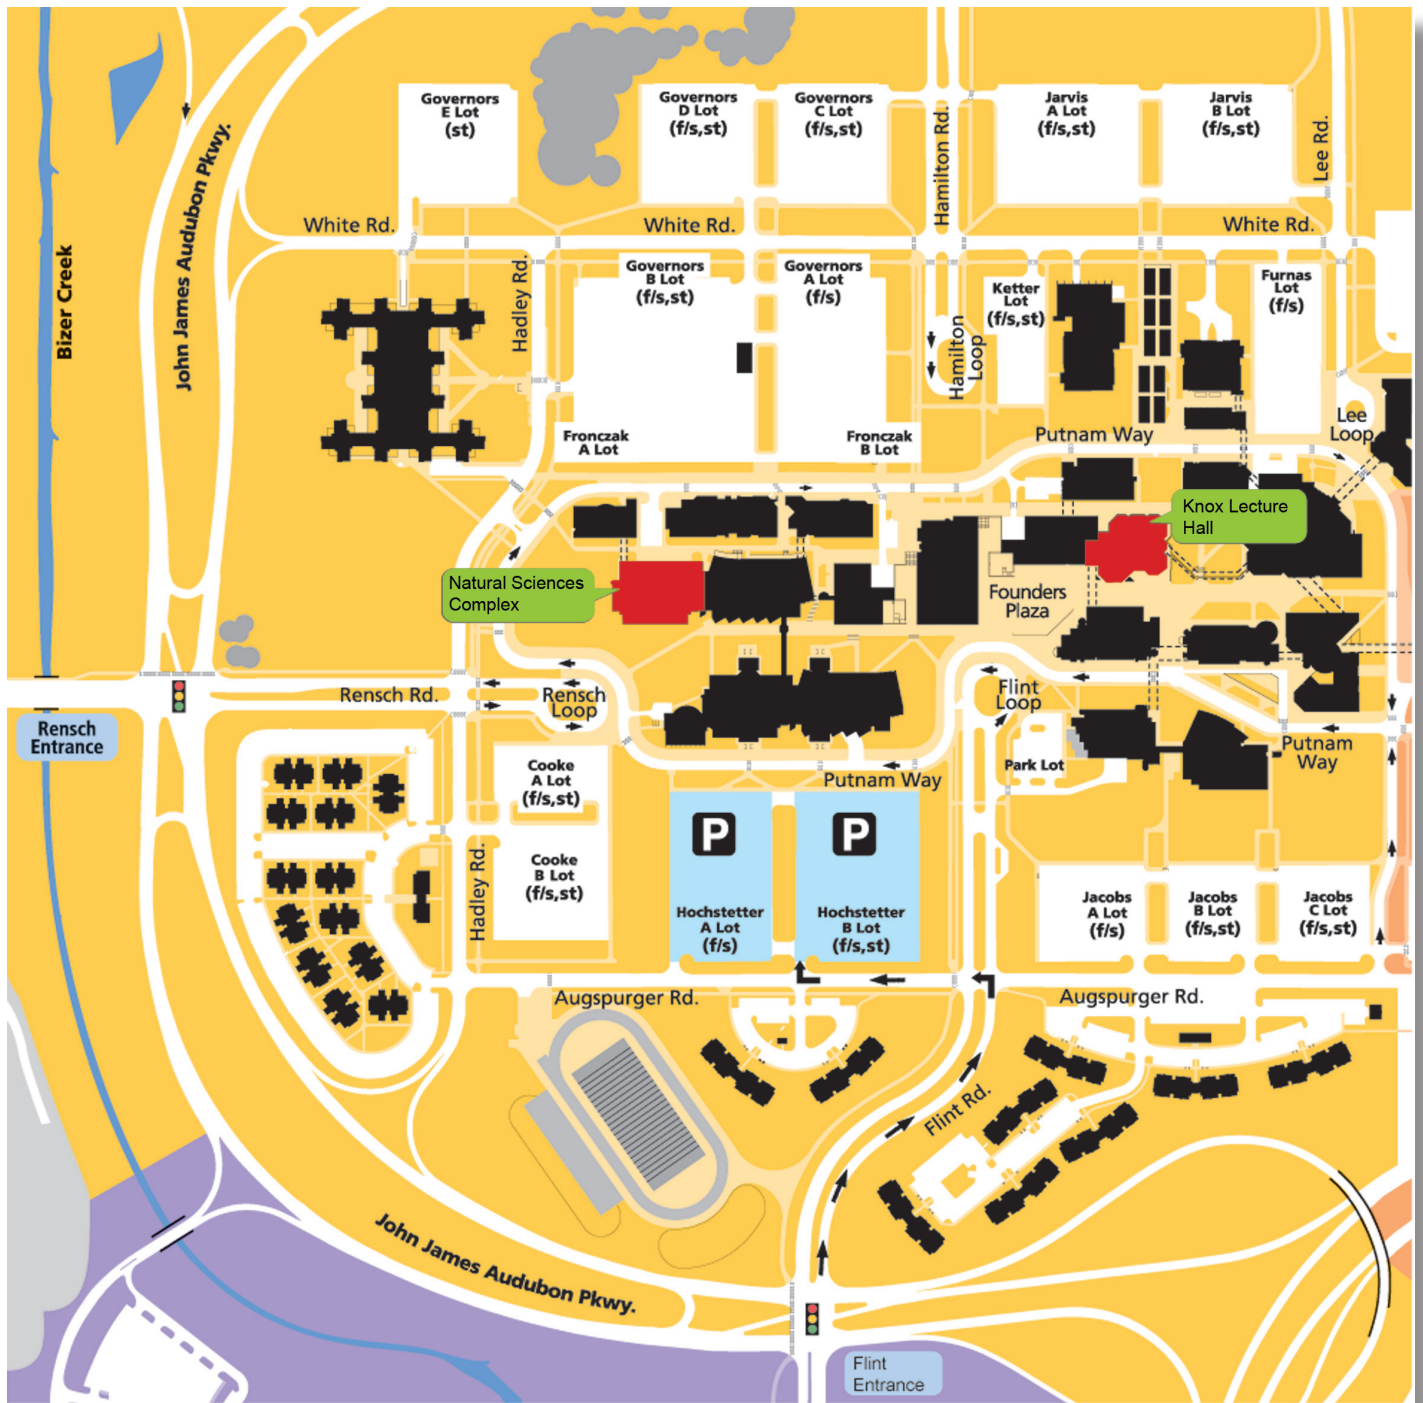 Governors
E Lot
(st)
Governors
D Lot
(f/s,st)
Governors
C Lot
(f/s,st)
Jarvis
A Lot
(f/s,st)
Jarvis
B Lot
(f/s,st)
Hamilton Rd.
Lee Rd.
John James Audubon Pkwy.
White Rd.
White Rd.
White Rd.
Bizer Creek
Hadley Rd.
Governors
B Lot
(f/s,st)
Governors
A Lot
(f/s)
Ketter
Lot
(f/s,st)
Furnas
Lot
(f/s)
Hamilton
Loop
Fronczak
A Lot
Fronczak
B Lot
Putnam Way
Lee
Loop
Knox Lecture
Hall
Natural Sciences
Complex
Founders
Plaza
Rensch Rd.
Rensch
Loop
Flint
Loop
Rensch
Entrance
Putnam
Way
Park Lot
Putnam Way
Cooke
A Lot
(f/s,st)
P
P
Cooke
B Lot
(f/s,st)
Hadley Rd.
Hochstetter
A Lot
(f/s)
Hochstetter
B Lot
(f/s,st)
Jacobs
A Lot
(f/s)
Jacobs
B Lot
(f/s,st)
Jacobs
C Lot
(f/s,st)
Augspurger Rd.
Augspurger Rd.
Flint Rd.
John James Audubon Pkwy.
Flint
Entrance